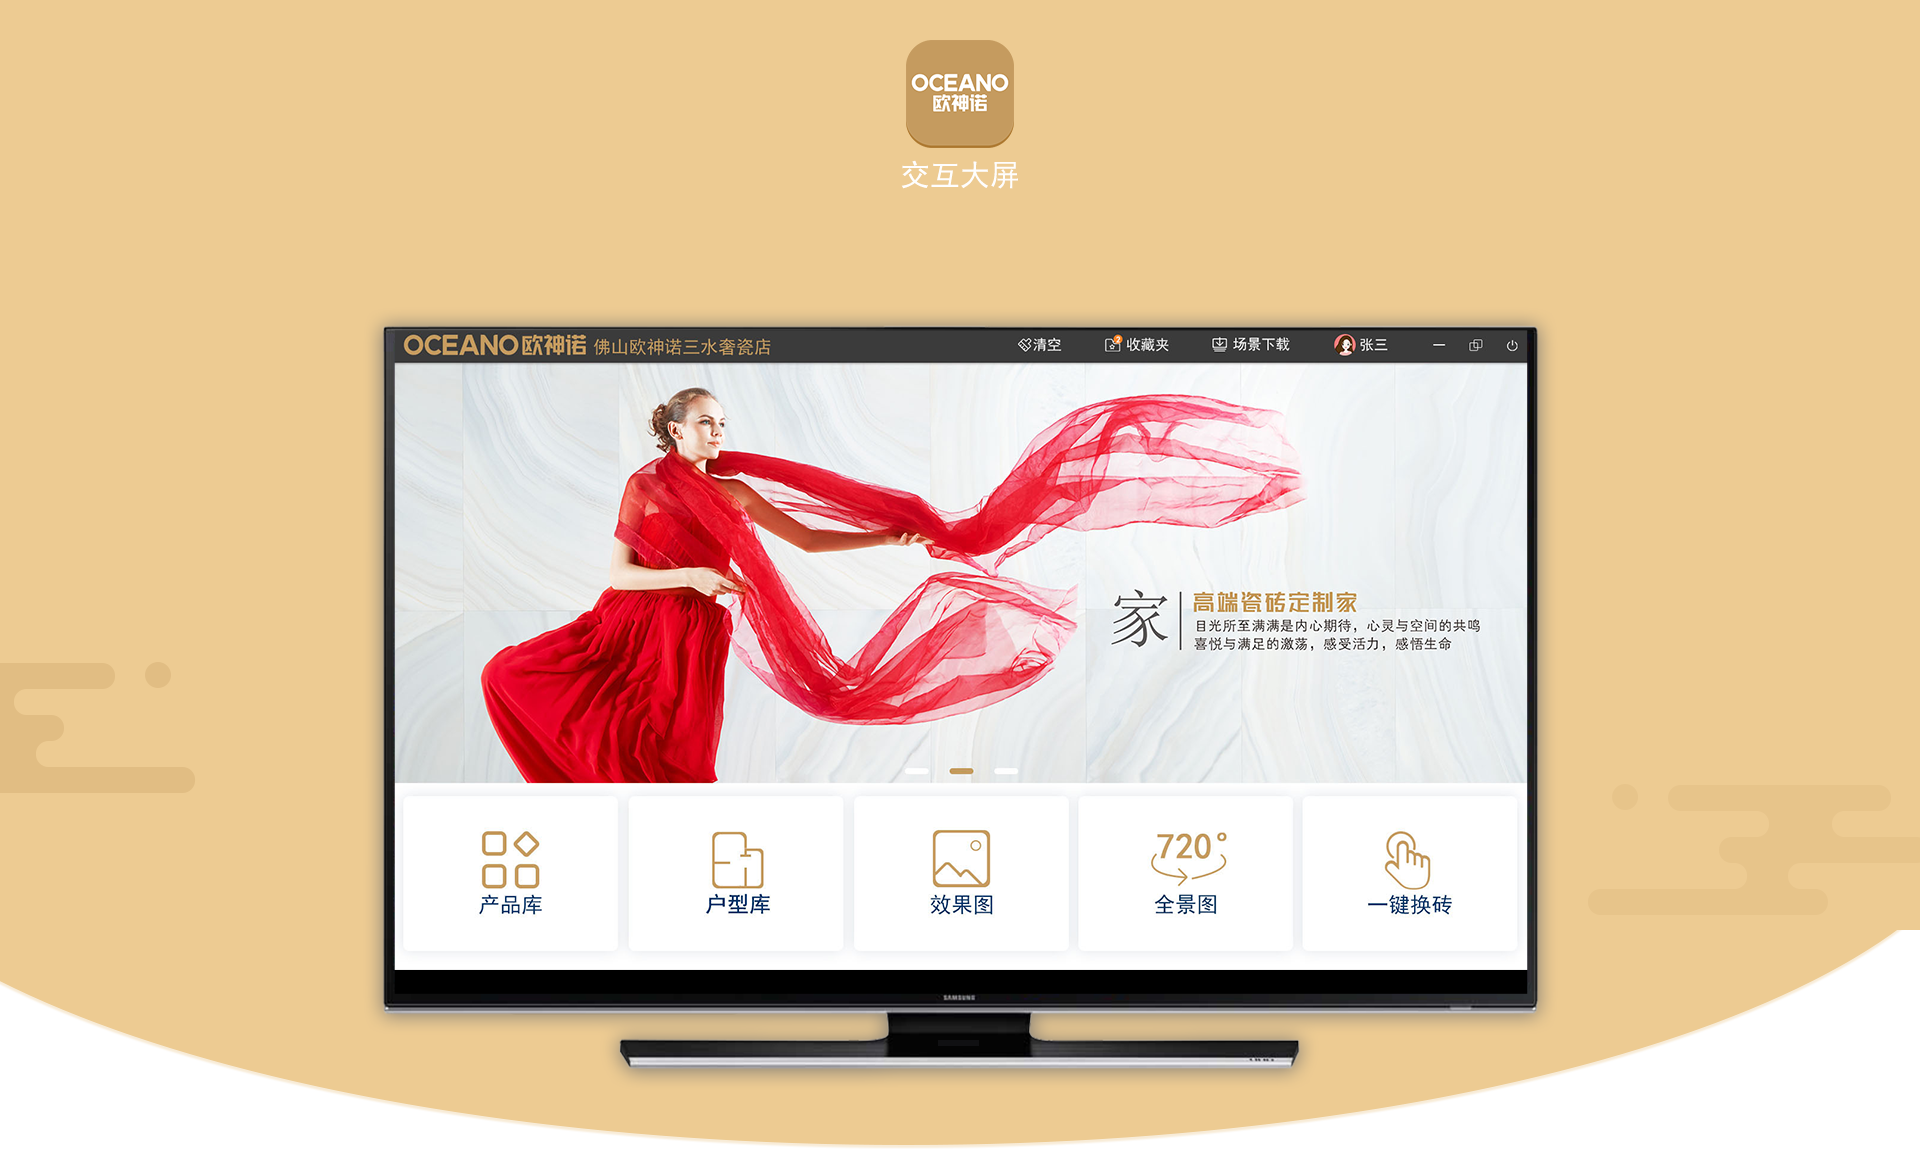 OCEANO
欧神诺
交互大屏
OCEANO欧神诺 佛山欧神诺三水奢瓷店
清空
2
收藏夹
场景下载
张三
家
高端瓷砖定制家
目光所至满满是内心期待，心灵与空间的共鸣
喜悦与满足的激荡，感受活力，感悟生命
产品库
户型库
效果图
720°
全景图
一键换砖
SAMSUNG